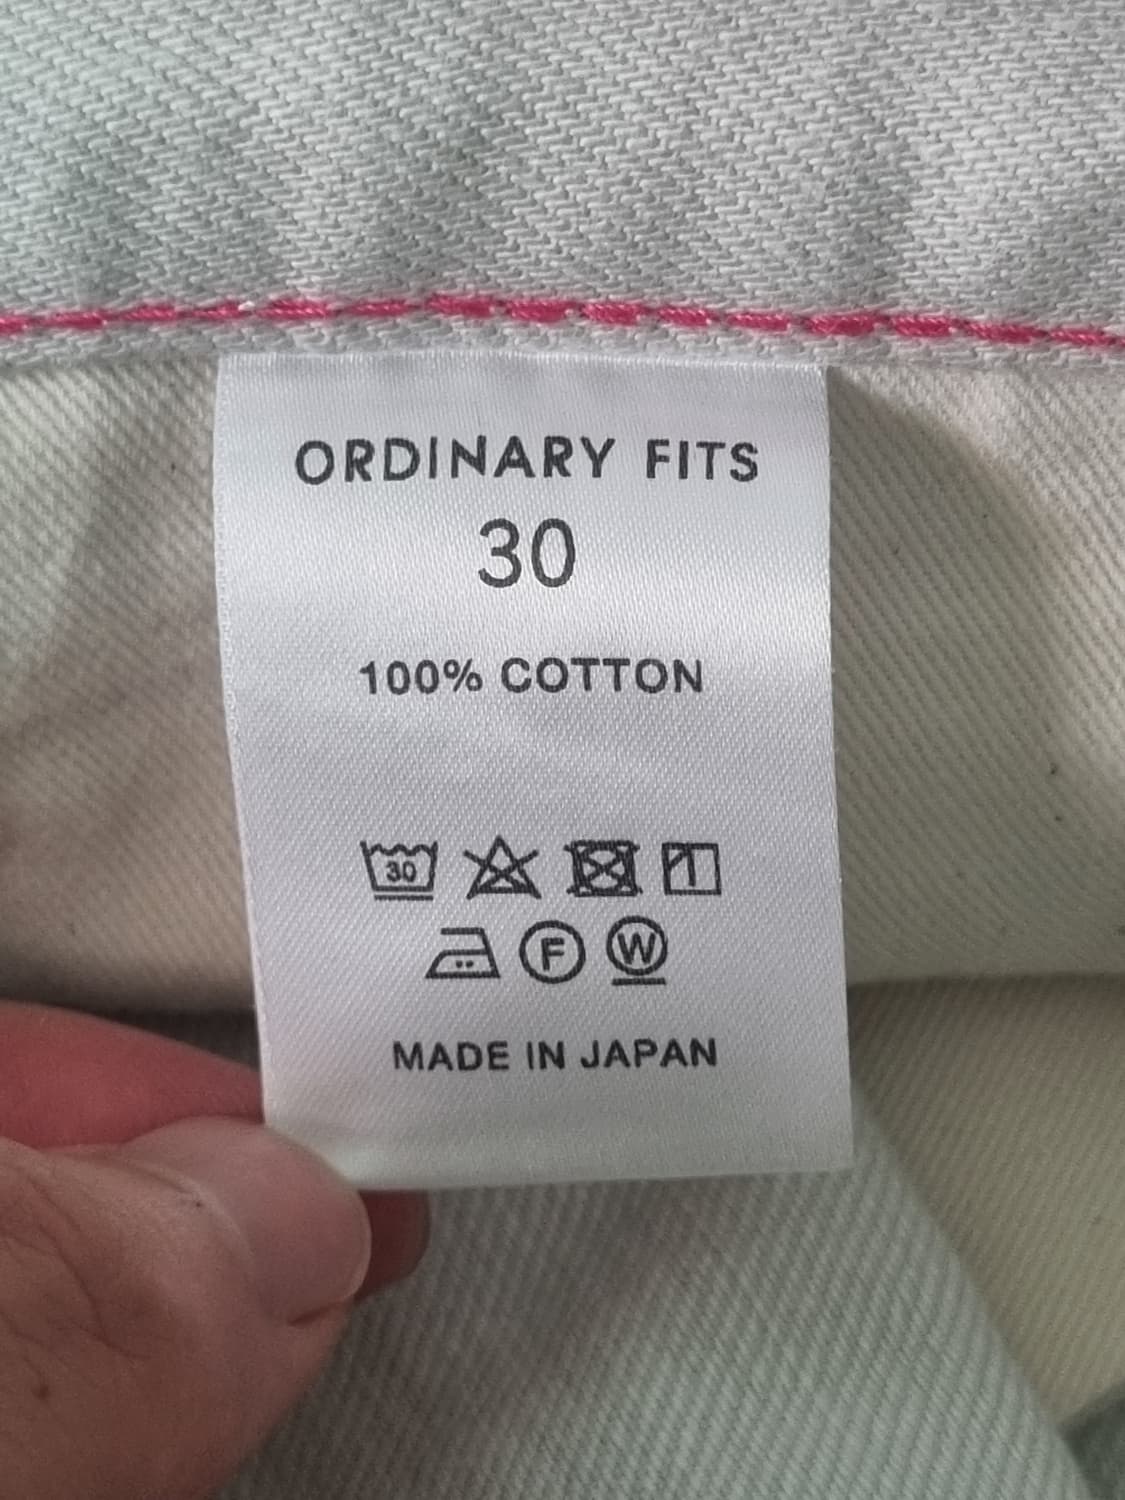 ORDINARY FITS
30
100% COTTON
30
F W
MADE IN JAPAN